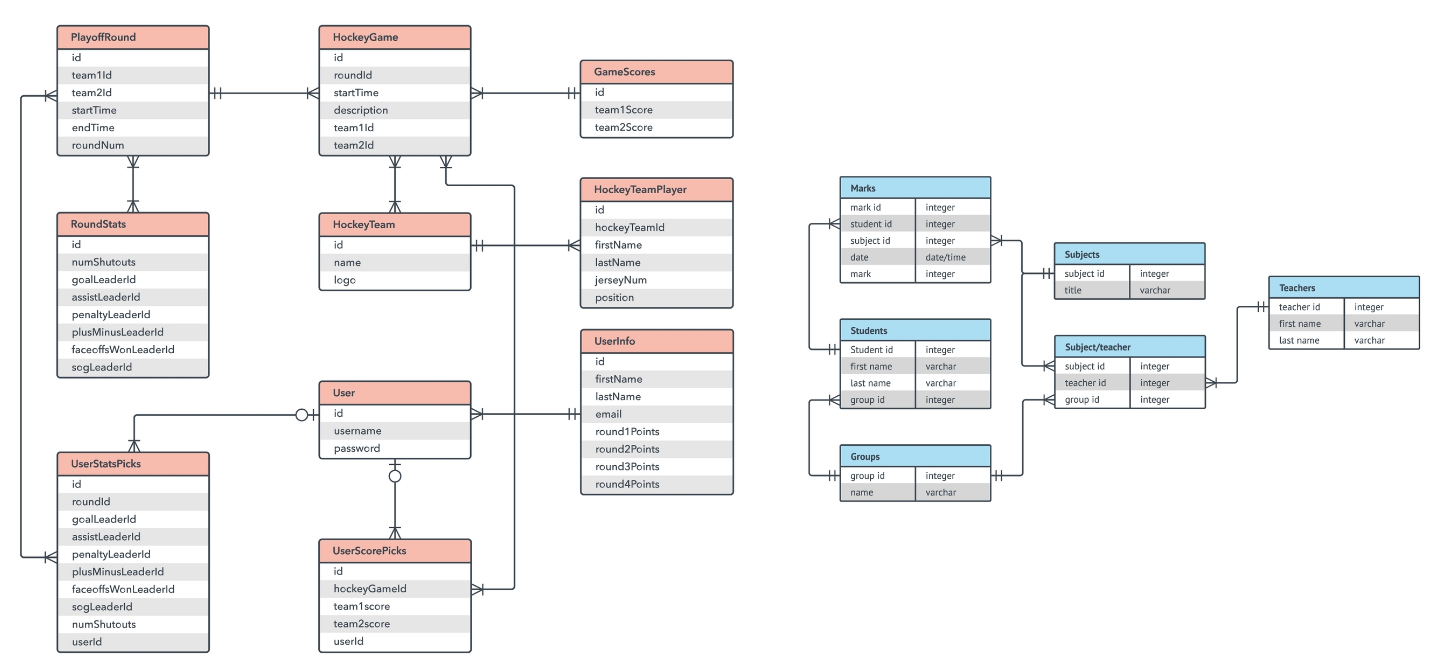 PlayoffRound
id
team1Id
team2Id
startTime
endTime
roundNum
HockeyGame
id
roundId
startTime
description
team1Id
team2Id
GameScores
id
team1Score
team2Score
RoundStats
id
numShutouts
goalLeaderId
assistLeaderId
penaltyLeaderId
plusMinusLeaderId
faceoffsWonLeaderId
sogLeaderId
HockeyTeam
id
name
logo
HockeyTeamPlayer
id
hockeyTeamId
firstName
lastName
jerseyNum
position
User
id
username
password
UserInfo
id
firstName
lastName
email
round1Points
round2Points
round3Points
round4Points
UserStatsPicks
id
roundId
goalLeaderId
assistLeaderId
penaltyLeaderId
plusMinusLeaderId
faceoffsWonLeaderId
sogLeaderId
numShutouts
userId
UserScorePicks
id
hockeyGameId
team1score
team2score
userId
Marks
mark id integer
student id integer
subject id integer
date date/time
mark integer
Students
Student id integer
first name varchar
last name varchar
group id integer
Groups
group id integer
name varchar
Subjects
subject id integer
title varchar
Subject/teacher
subject id integer
teacher id integer
group id integer
Teachers
teacher id integer
first name varchar
last name varchar